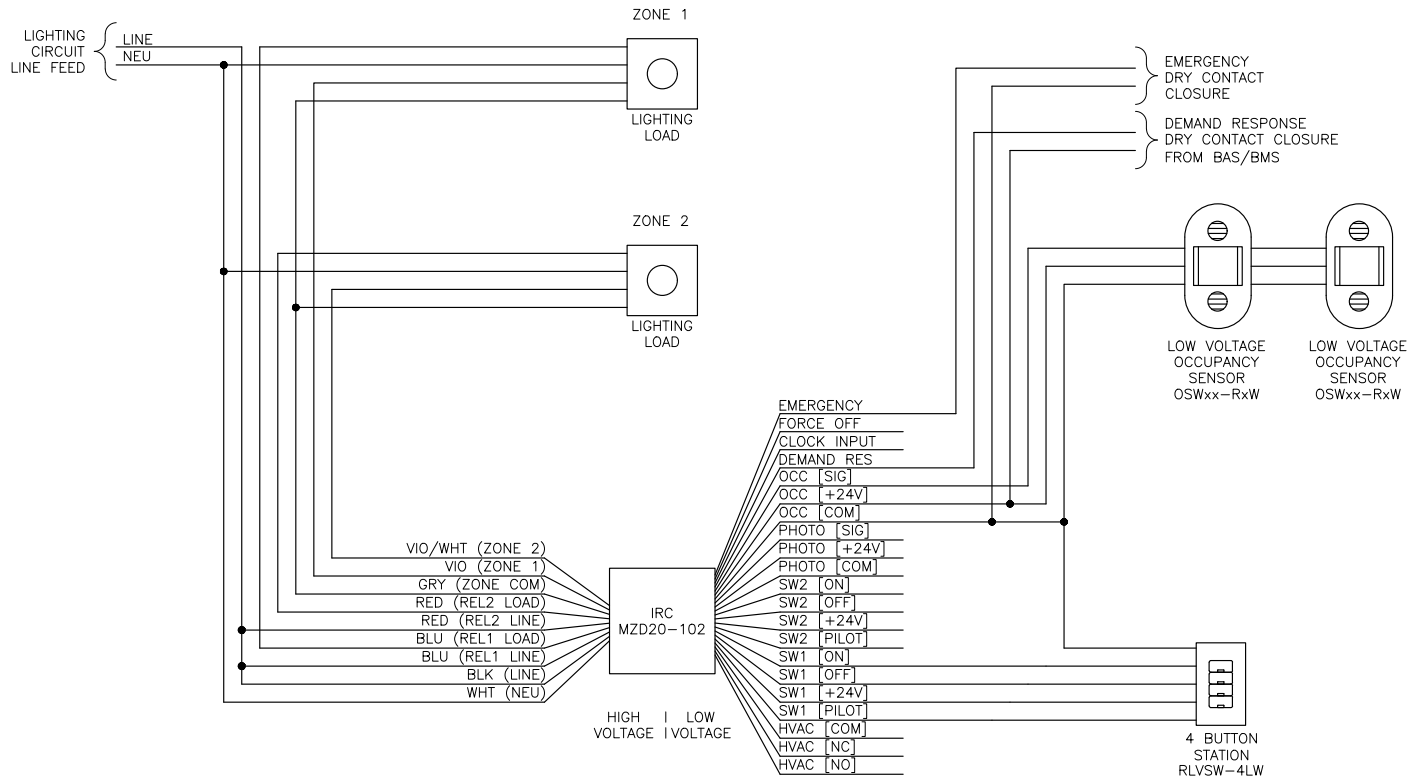 ZONE 1
LIGHTING
CIRCUIT
LINE FEED
LINE
NEU
LIGHTING
LOAD
ZONE 2
LIGHTING
LOAD
EMERGENCY
DRY CONTACT
CLOSURE
DEMAND RESPONSE
DRY CONTACT CLOSURE
FROM BAS/BMS
LOW VOLTAGE
OCCUPANCY
SENSOR
OSWxx-RxW
LOW VOLTAGE
OCCUPANCY
SENSOR
OSWxx-RxW
EMERGENCY
FORCE OFF
CLOCK INPUT
DEMAND RES
OCC [SIG]
OCC [+24V]
OCC [COM]
PHOTO [SIG]
PHOTO [+24V]
PHOTO [COM]
SW2 [ON]
SW2 [OFF]
SW2 [+24V]
SW2 [PILOT]
SW1 [ON]
SW1 [OFF]
SW1 [+24V]
SW1 [PILOT]
HVAC [COM]
HVAC [NC]
HVAC [NO]
VIO/WHT (ZONE 2)
VIO (ZONE 1)
GRY (ZONE COM)
RED (REL2 LOAD)
RED (REL2 LINE)
BLU (REL1 LOAD)
BLU (REL1 LINE)
BLK (LINE)
WHT (NEU)
IRC
MZD20-102
HIGH | LOW
VOLTAGE | VOLTAGE
4 BUTTON
STATION
RLVSW-4LW